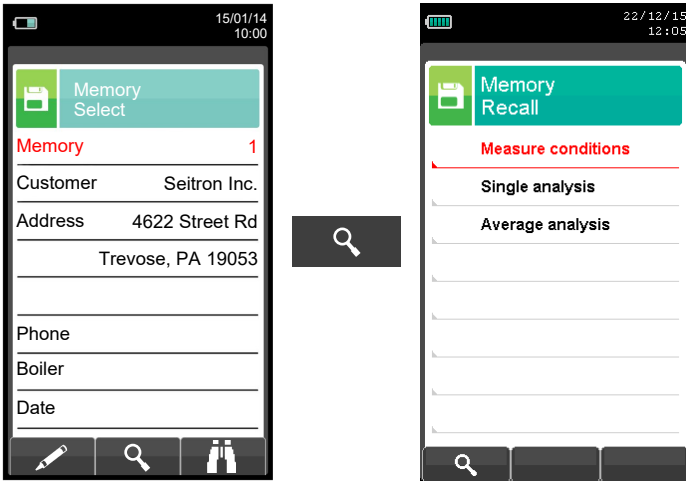 15/01/14
10:00
Memory
Select
Memory 1
Customer Seitron Inc.
Address 4622 Street Rd
Trevose, PA 19053
Phone
Boiler
Date
22/12/15
12:05
Memory
Recall
Measure conditions
Single analysis
Average analysis